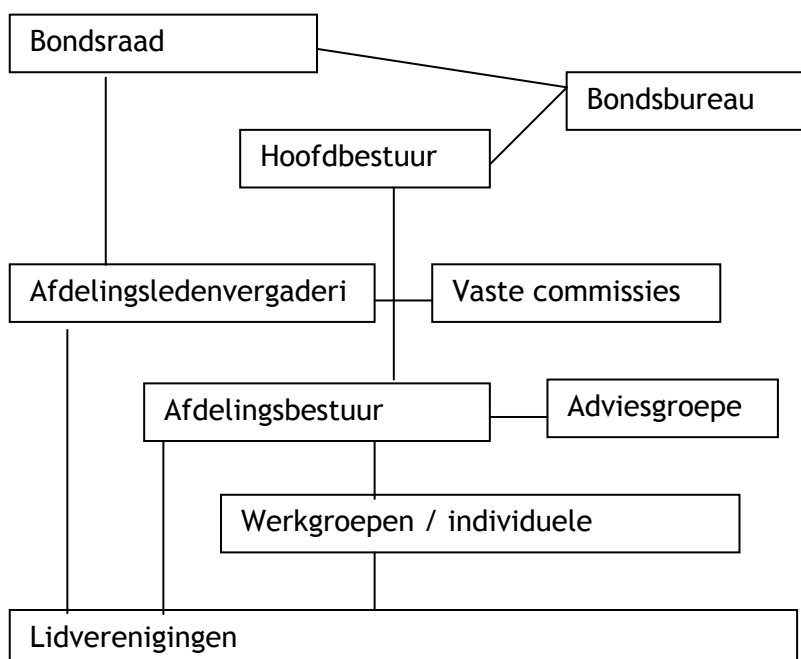 Bondsraad
Bondsbureau
Hoofdbestuur
Afdelingsledenvergaderi
Vaste commissies
Afdelingsbestuur
Adviesgroepe
Werkgroepen / individuele
Lidverenigingen